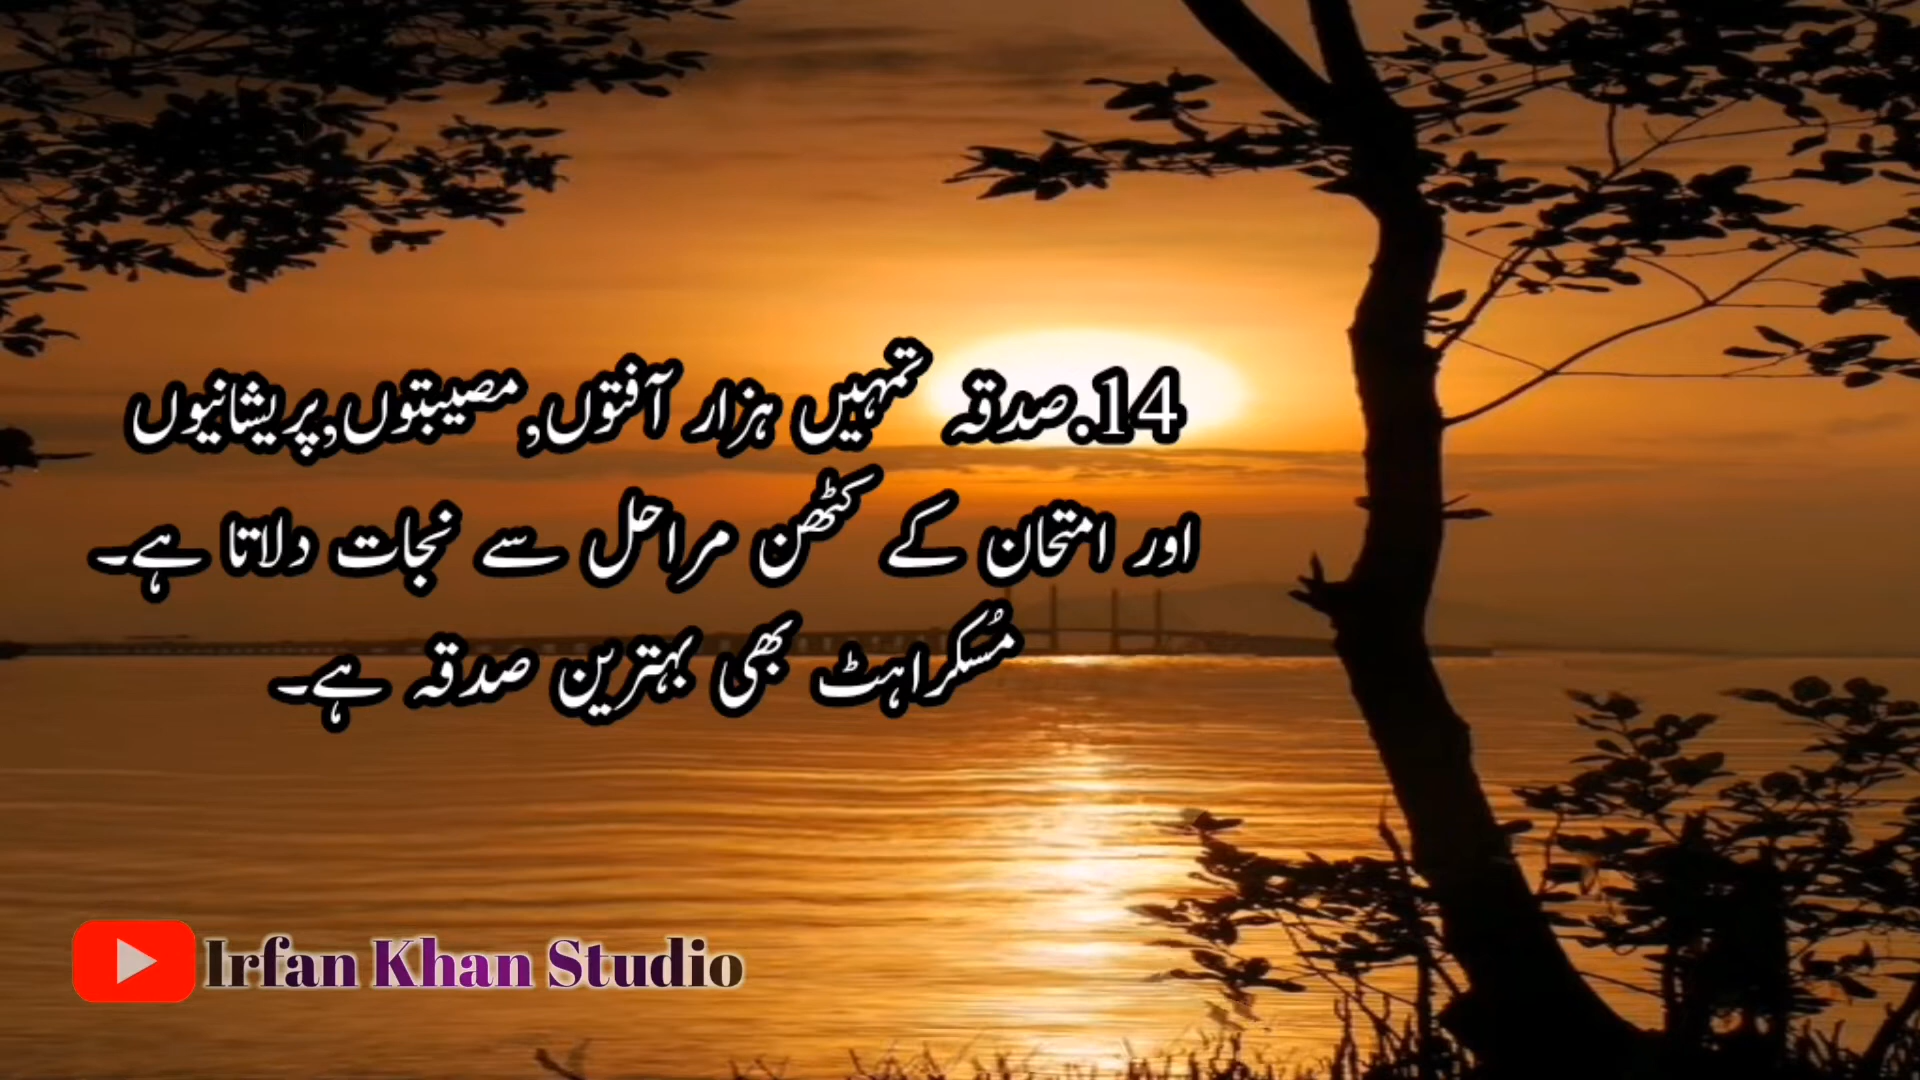 14.صدقہ تمہیں ہزار آفتوں,مصیبتوں,پریشانیوں
اور امتحان کے کٹھن مراحل سے نجات دلاتا ہے۔
مُسکراہٹ بھی بہترین صدقہ ہے۔
Irfan Khan Studio